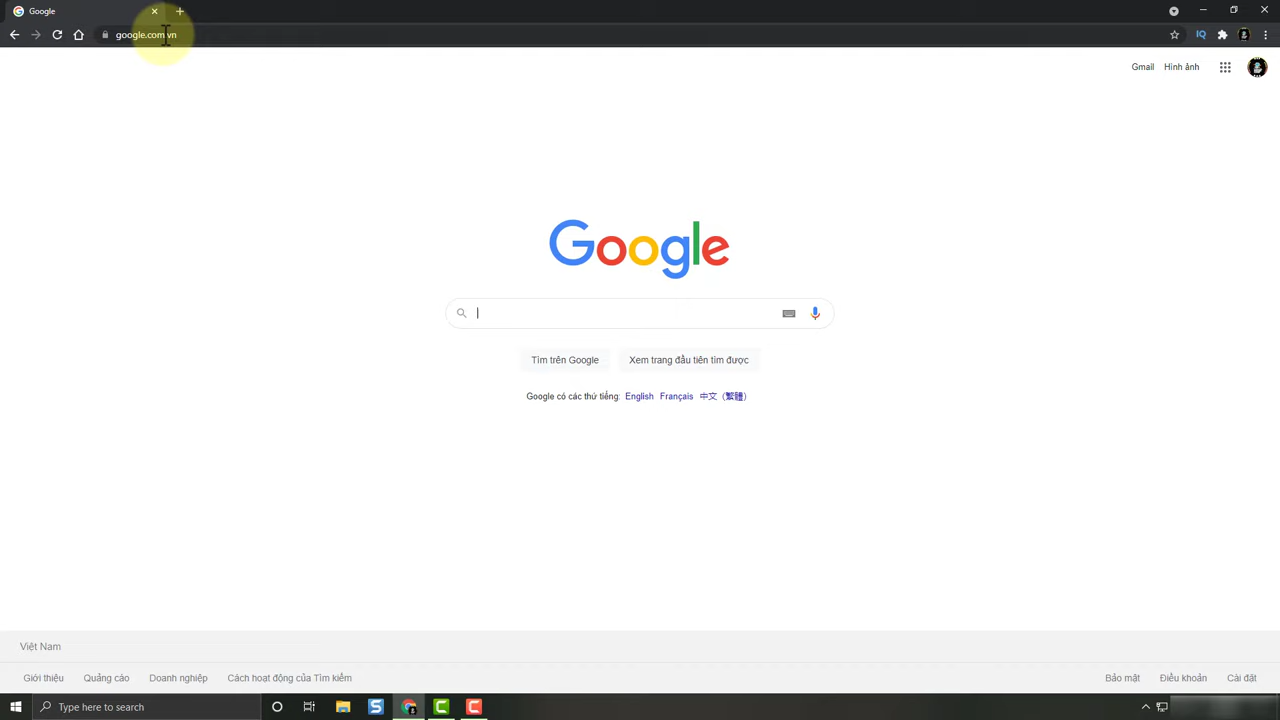 Google
google.com.vn
Gmail Hình ảnh
Google
Tìm trên Google Xem trang đầu tiên tìm được
Google có các thứ tiếng: English Français 中文（繁體）
Việt Nam
Giới thiệu Quảng cáo Doanh nghiệp Cách hoạt động của Tìm kiếm Bảo mật Điều khoản Cài đặt
Type here to search